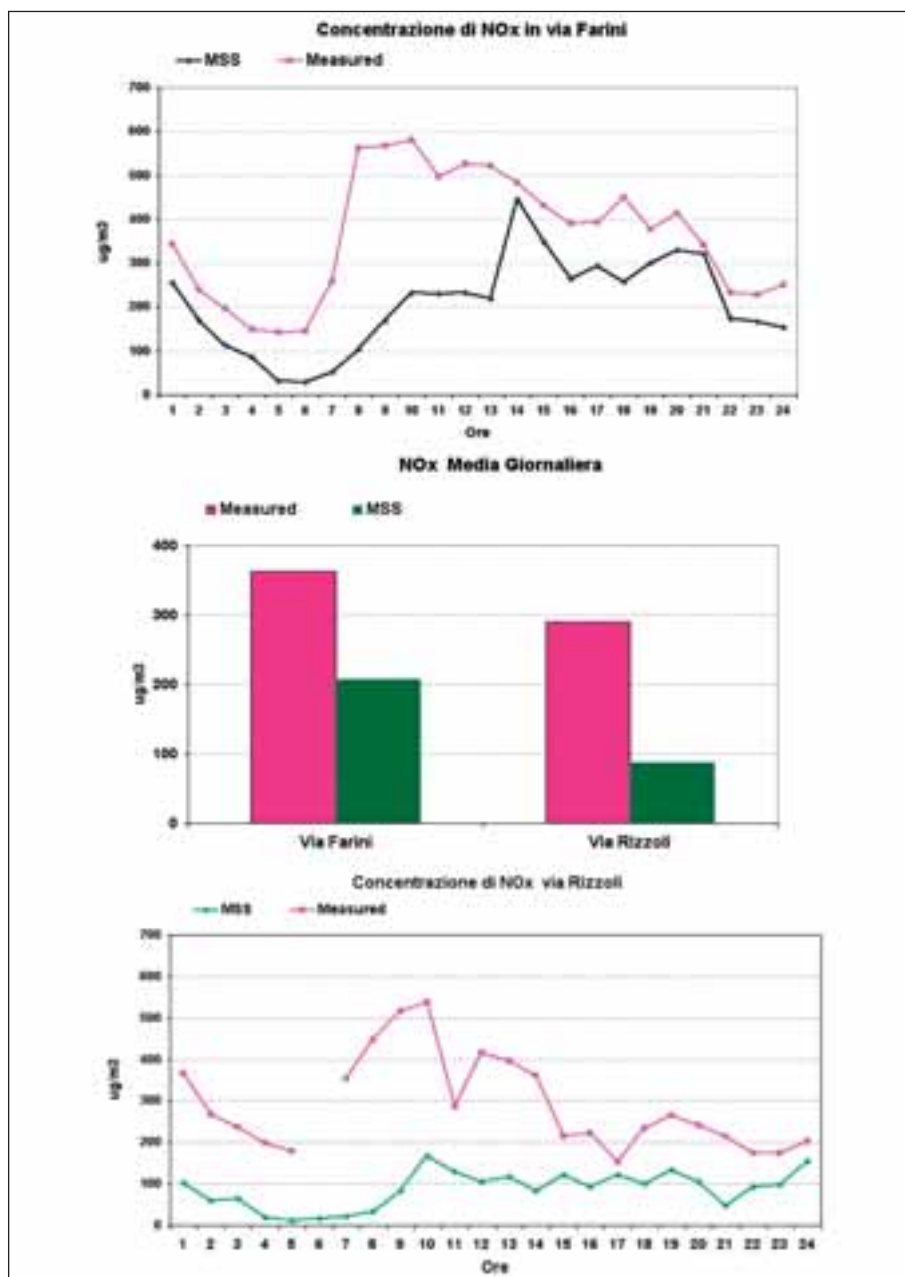 Concentrazione di NOx in via Farini
MSS Measured
700
600
500
400
300
200
100
0
ug/m3
1 2 3 4 5 6 7 8 9 10 11 12 13 14 15 16 17 18 19 20 21 22 23 24
Ore
NOx Media Giornaliera
Measured MSS
400
300
200
100
0
ug/m3
Via Farini Via Rizzoli
Concentrazione di NOx via Rizzoli
MSS Measured
700
600
500
400
300
200
100
0
ug/m3
1 2 3 4 5 6 7 8 9 10 11 12 13 14 15 16 17 18 19 20 21 22 23 24
Ore